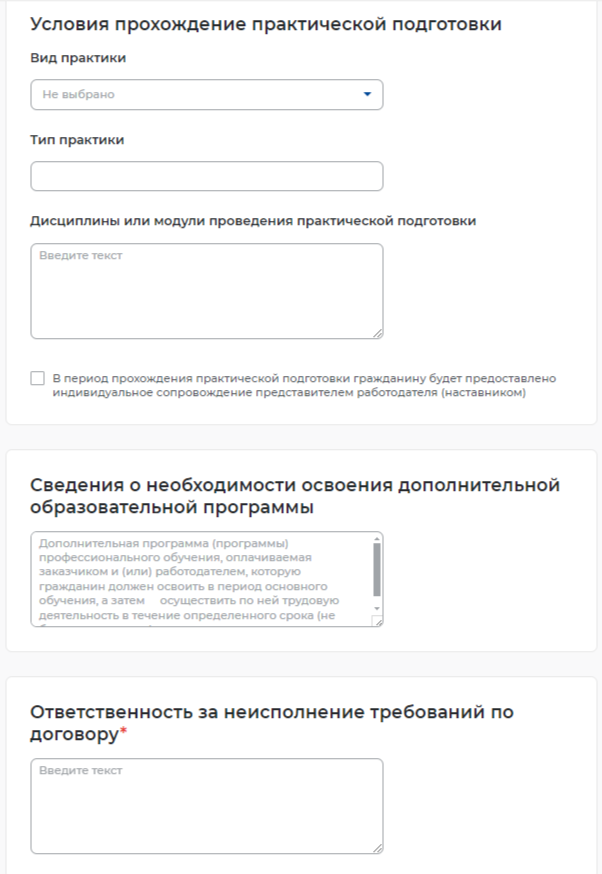 Условия прохождение практической подготовки
Вид практики
Не выбрано
Тип практики
Дисциплины или модули проведения практической подготовки
Введите текст
В период прохождения практической подготовки гражданину будет предоставлено
индивидуальное сопровождение представителем работодателя (наставником)
Сведения о необходимости освоения дополнительной
образовательной программы
Дополнительная программа (программы)
профессионального обучения, оплачиваемая
заказчиком и (или) работодателем, которую
гражданин должен освоить в период основного
обучения, а затем осуществить по ней трудовую
деятельность в течение определенного срока (не
Ответственность за неисполнение требований по
договору*
Введите текст